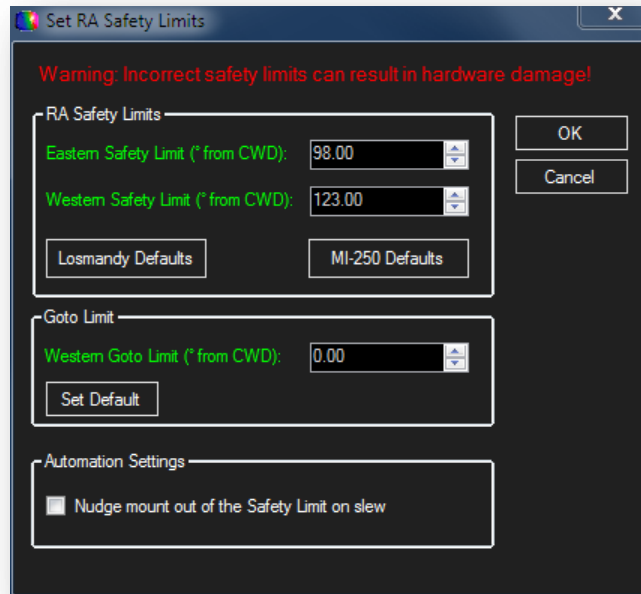 Set RA Safety Limits
X
Warning: Incorrect safety limits can result in hardware damage!
RA Safety Limits
Eastern Safety Limit (° from CWD): 98.00
OK
Western Safety Limit (° from CWD): 123.00
Cancel
Losmandy Defaults MI-250 Defaults
Goto Limit
Western Goto Limit (° from CWD): 0.00
Set Default
Automation Settings
Nudge mount out of the Safety Limit on slew